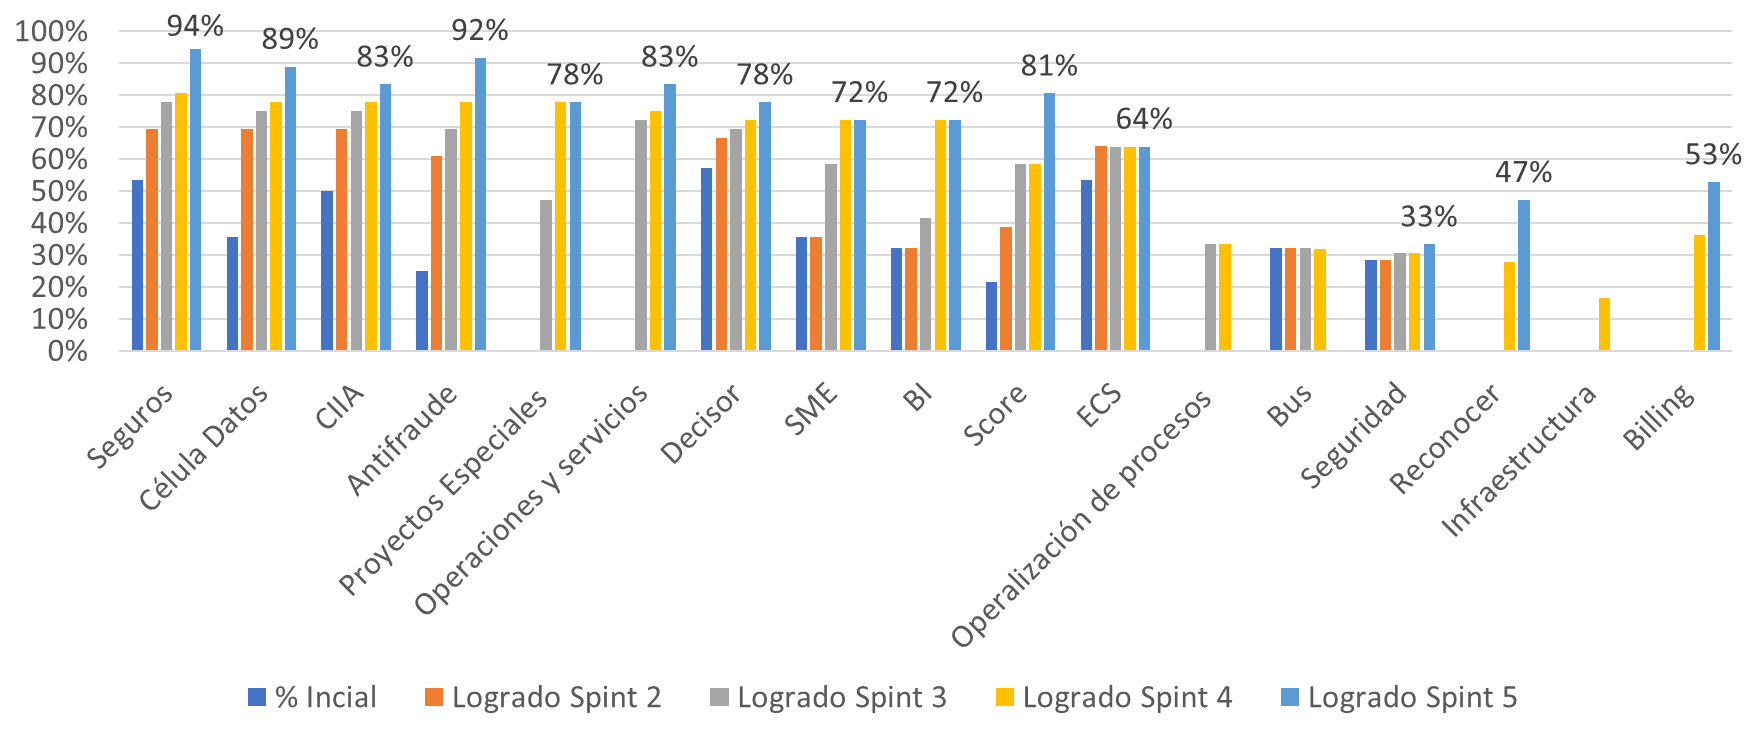 100%
90%
80%
70%
60%
50%
40%
30%
20%
10%
0%
94%
89%
83%
92%
78%
83%
78%
72%
72%
81%
64%
33%
47%
53%
Seguros
Célula Datos
CIIA
Antifraude
Proyectos Especiales
Operaciones y servicios
Decisor
SME
BI
Score
ECS
Operalización de procesos
Bus
Seguridad
Reconocer
Infraestructura
Billing
% Incial
Logrado Spint 2
Logrado Spint 3
Logrado Spint 4
Logrado Spint 5